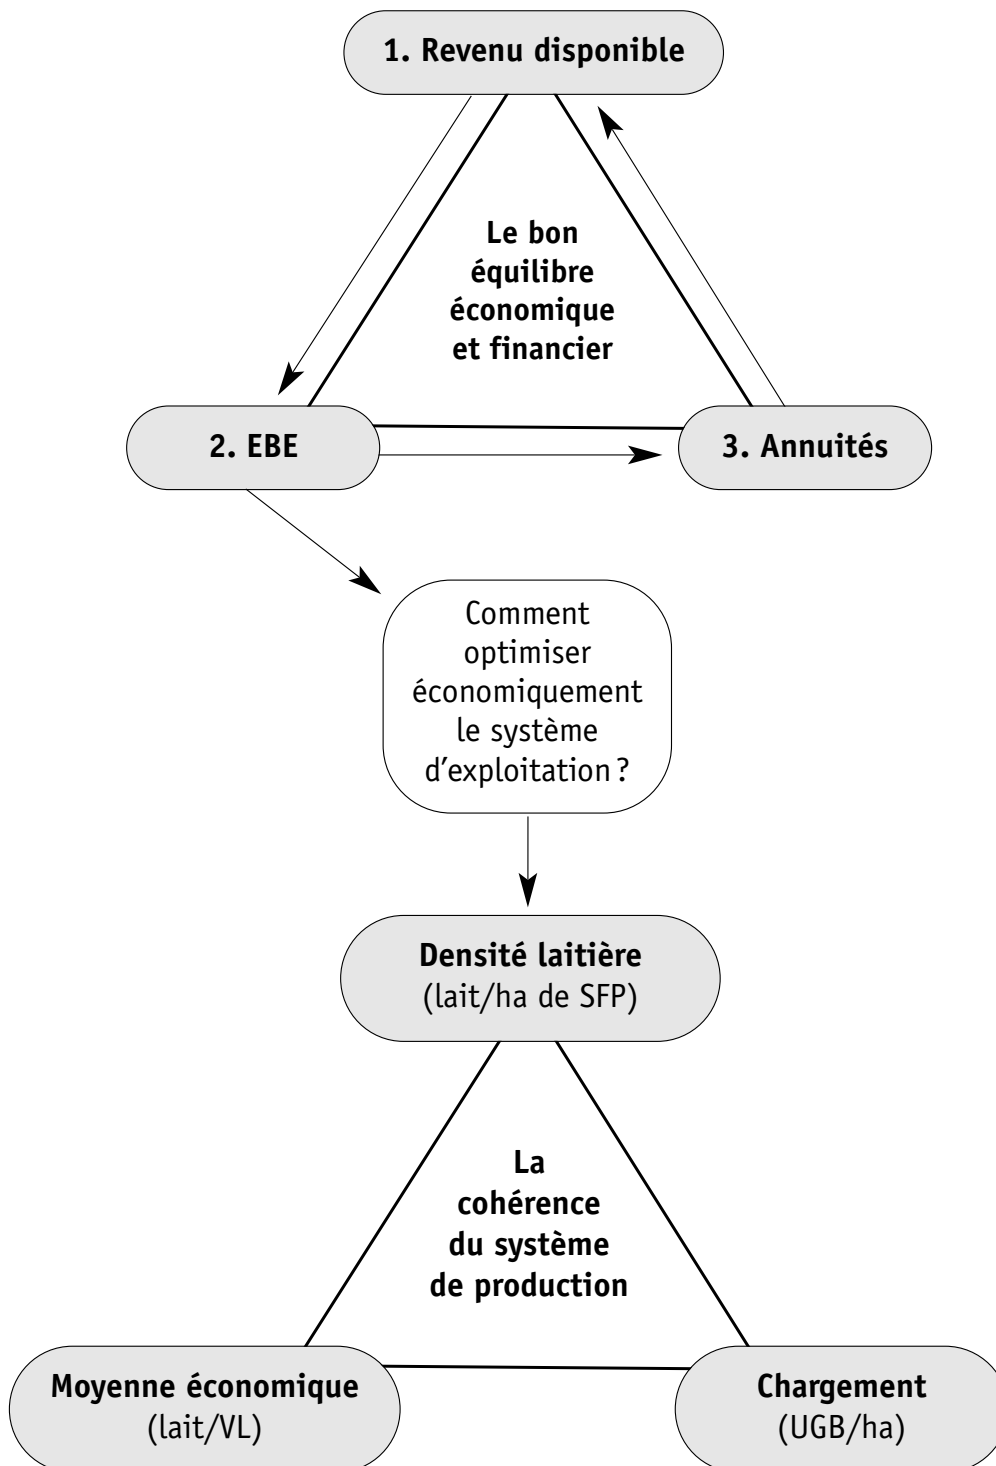 1. Revenu disponible
Le bon
équilibre
économique
et financier
2. EBE
3. Annuités
Comment
optimiser
économiquement
le système
d'exploitation ?
Densité laitière
(lait/ha de SFP)
La
cohérence
du système
de production
Moyenne économique
(lait/VL)
Chargement
(UGB/ha)